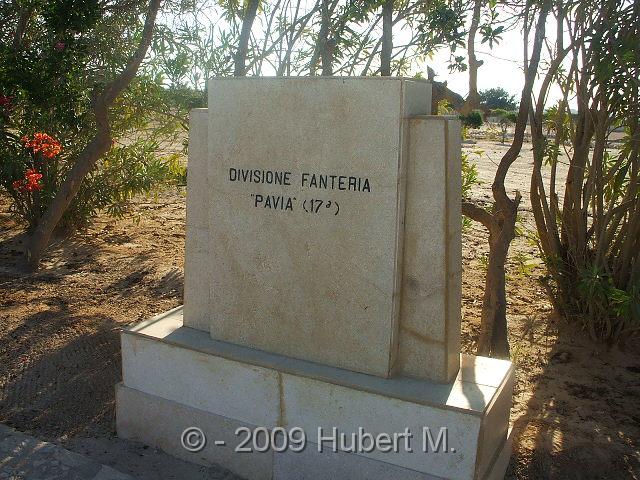 DIVISIONE FANTERIA
"PAVIA" (17ª)
© - 2009 Hubert M.